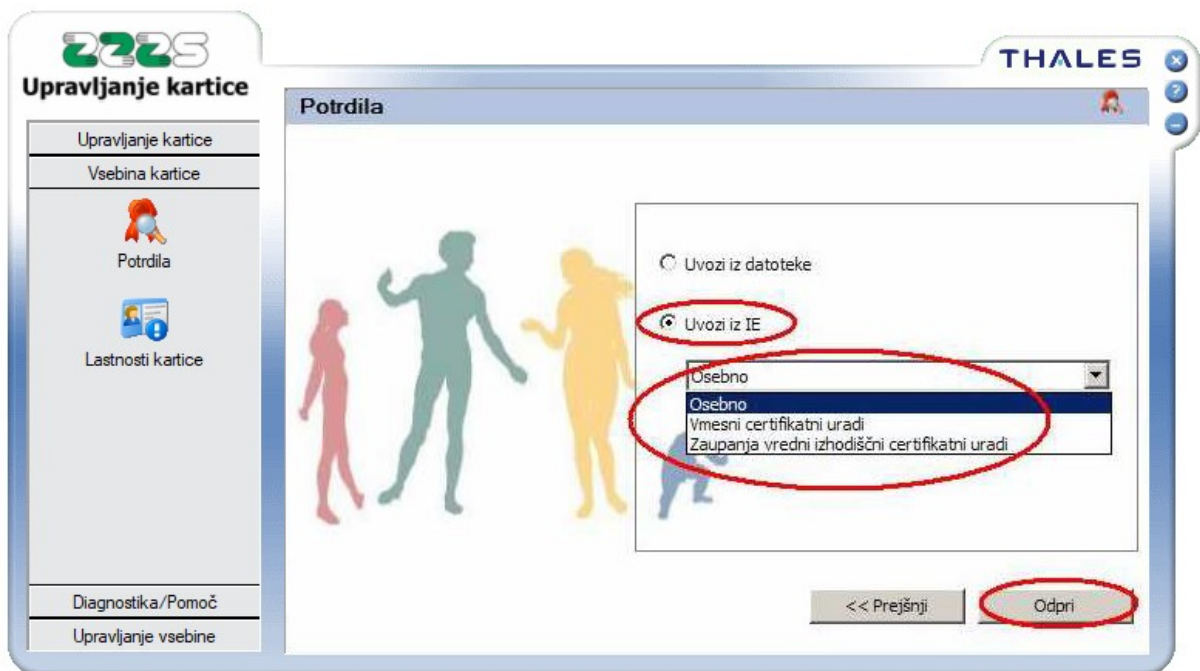 ZZZS
Upravljanje kartice
THALES
Potrdila
Upravljanje kartice
Vsebina kartice
Potrdila
Lastnosti kartice
Diagnostika/Pomoč
Upravljanje vsebine
Uvozi iz datoteke
Uvozi iz IE
Osebno
Osebno
Vmesni certifikatni uradi
Zaupanja vredni izhodiščni certifikatni uradi
<< Prejšnji
Odpri